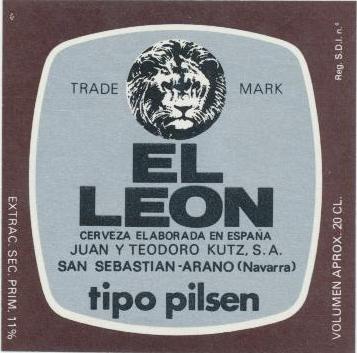 TRADE MARK
EL
LEON
CERVEZA ELABORADA EN ESPAÑA
JUAN Y TEODORO KUTZ, S.A.
SAN SEBASTIAN-ARANO (Navarra)
tipo pilsen
EXTRAC. SEC. PRIM. 11%
VOLUMEN APROX. 20 CL.
Reg. S.D.I. n.º